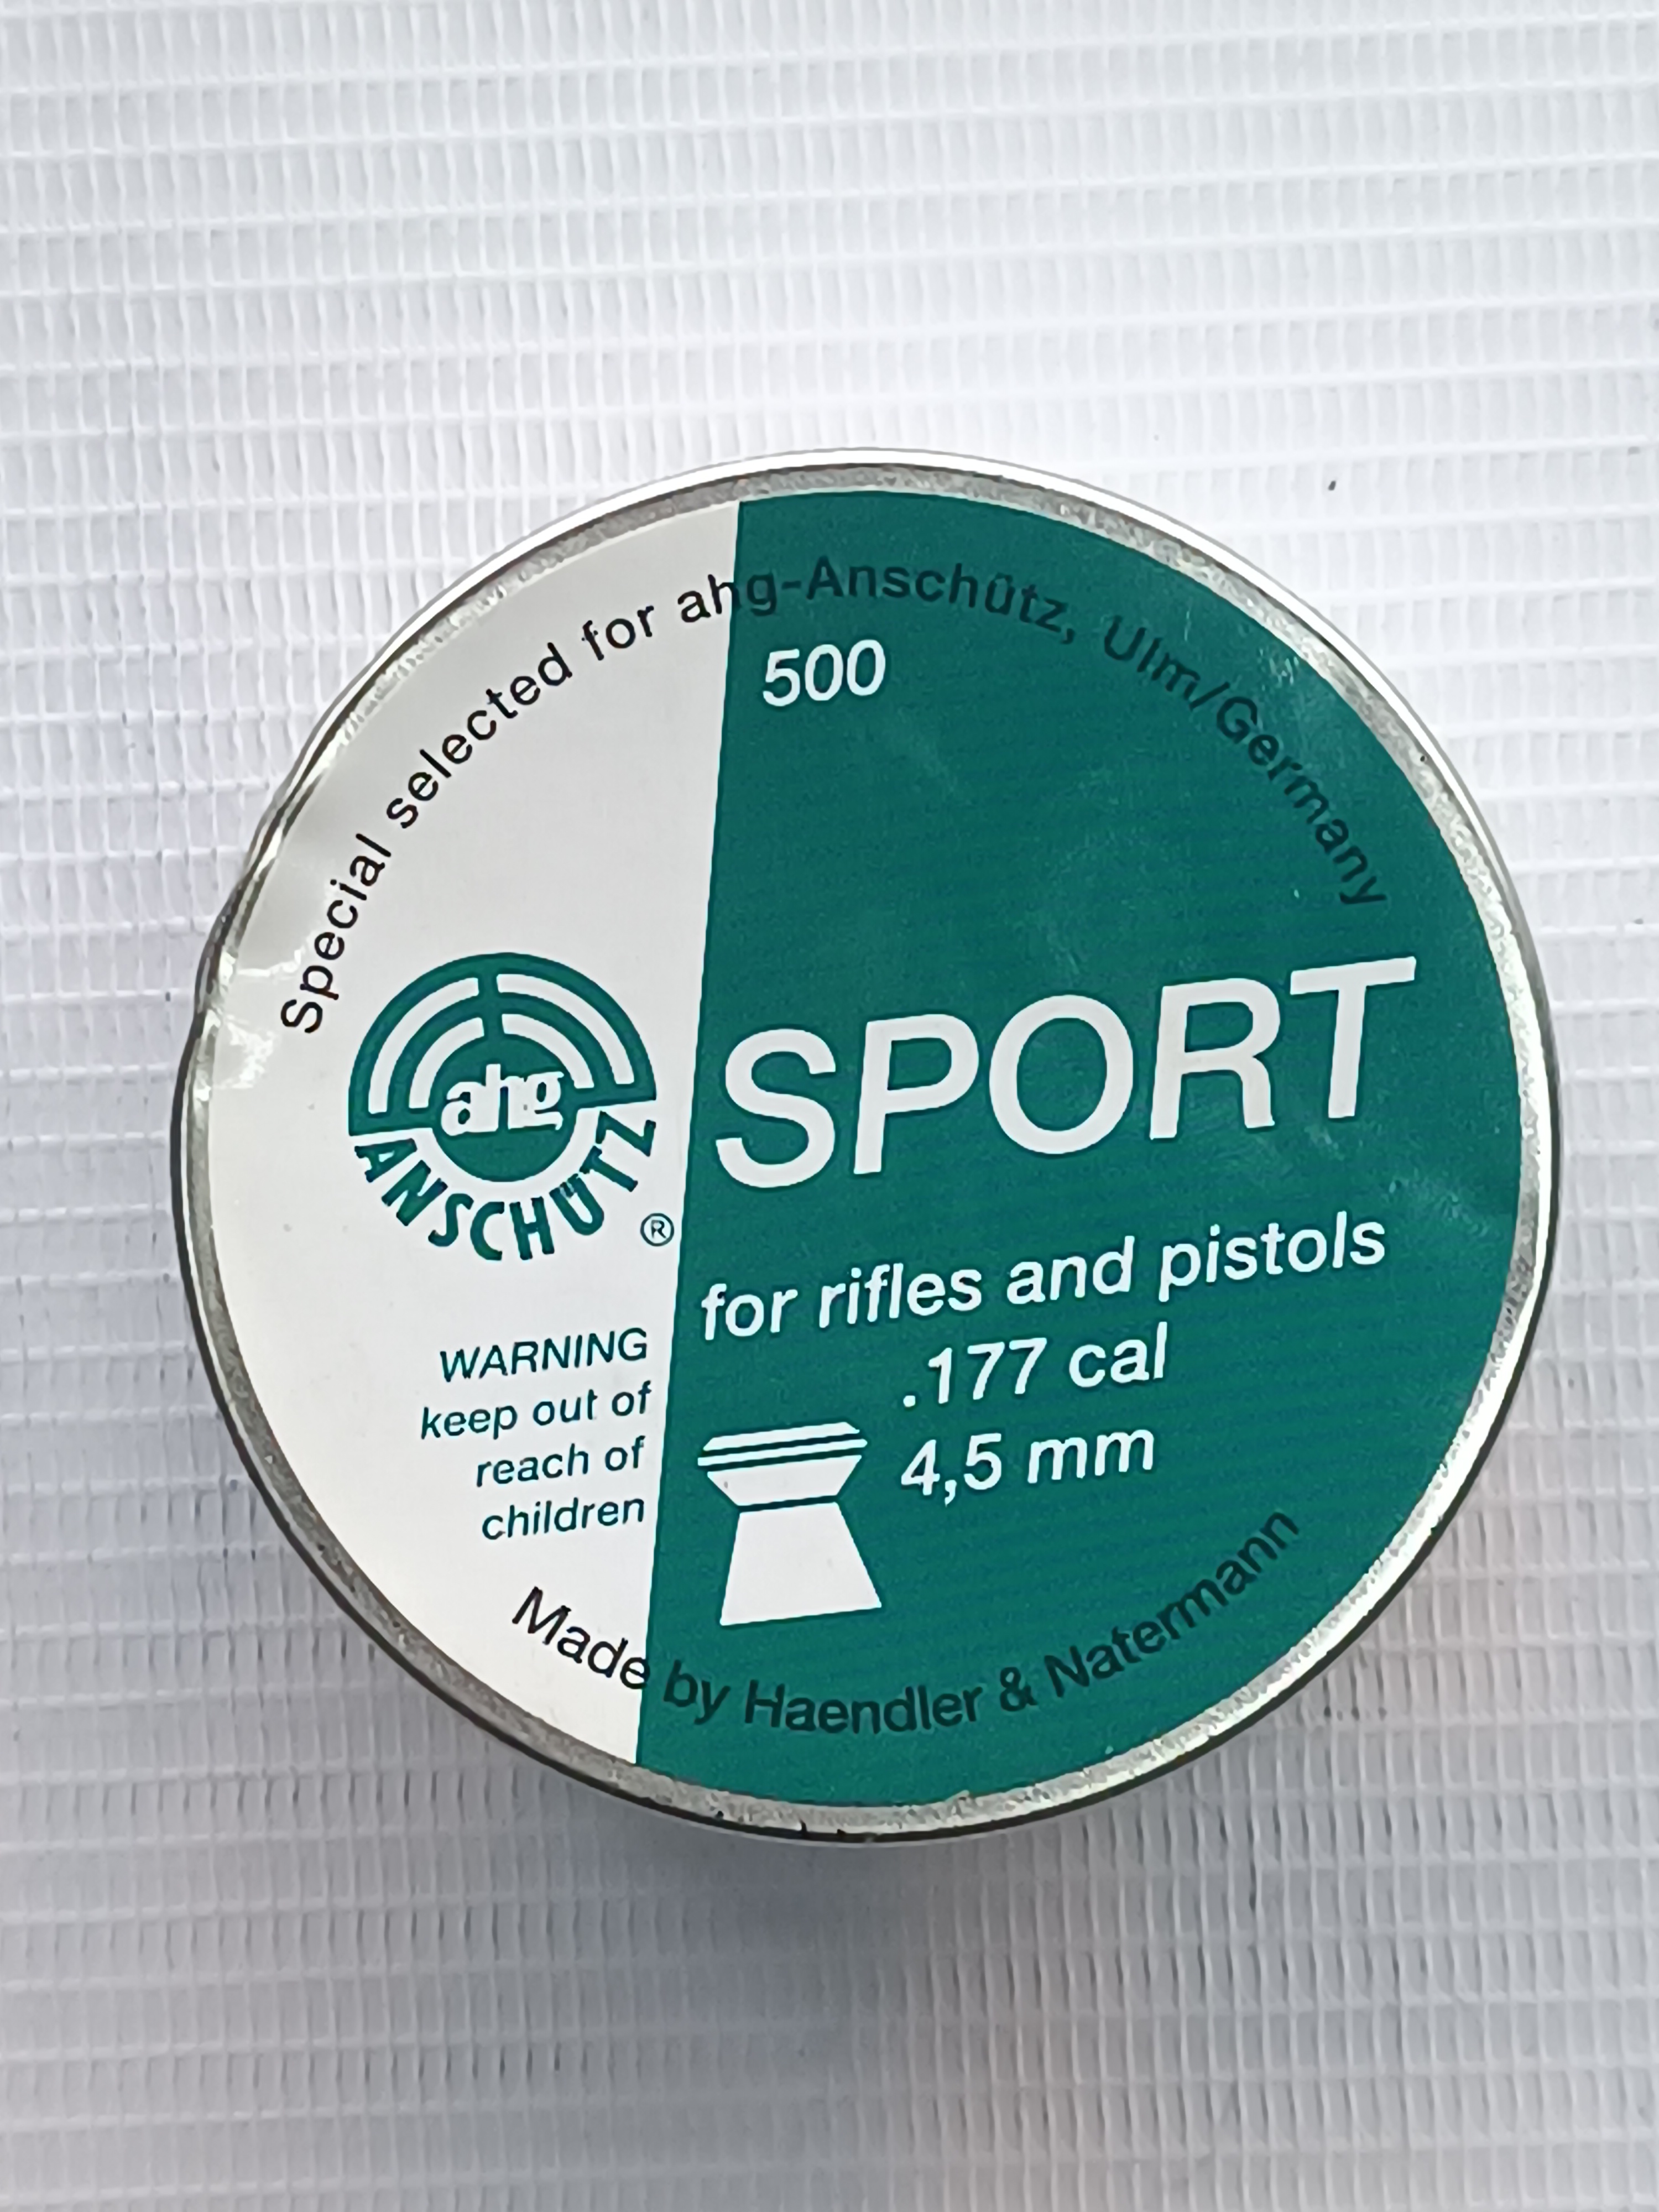 Special selected for ahg-Anschütz, Ulm/Germany
500
ahg
ANSCHÜTZ
®
SPORT
for rifles and pistols
.177 cal
4,5 mm
WARNING
keep out of
reach of
children
Made by Haendler & Natermann